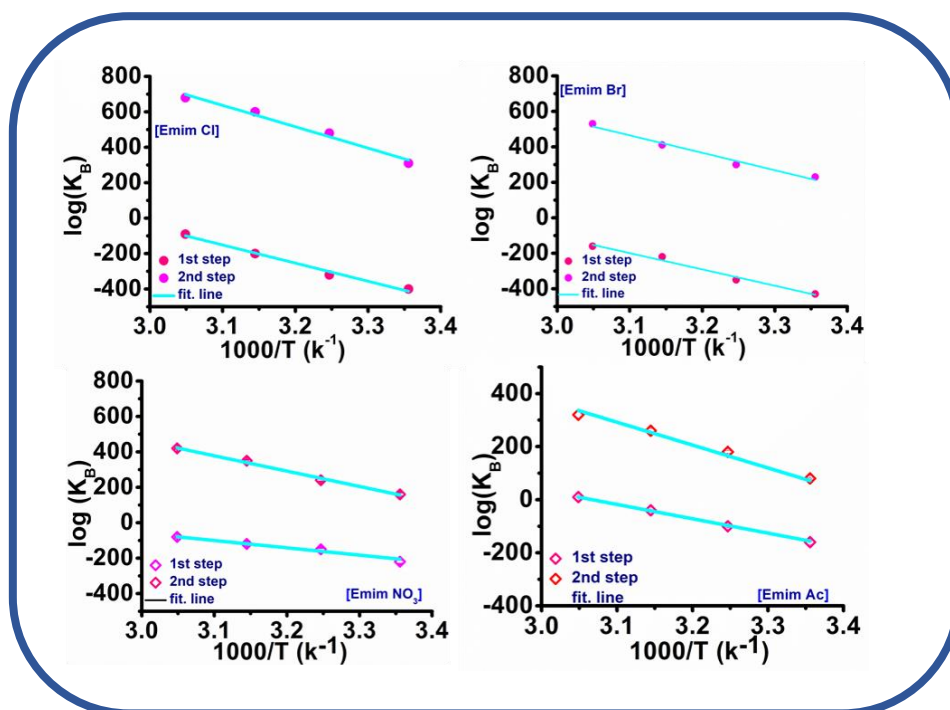 800
600
400
200
0
-200
-400
log(K_B)
[Emim Cl]
1st step
2nd step
fit. line
3.0 3.1 3.2 3.3 3.4
1000/T (k⁻¹)
800
600
400
200
0
-200
-400
log (K_B)
[Emim Br]
1st step
2nd step
fit. line
3.0 3.1 3.2 3.3 3.4
1000/T (k⁻¹)
800
600
400
200
0
-200
-400
log (K_B)
1st step
2nd step
fit. line
[Emim NO₃]
3.0 3.1 3.2 3.3 3.4
1000/T (k⁻¹)
400
200
0
-200
-400
log(K_B)
1st step
2nd step
fit. line
[Emim Ac]
3.0 3.1 3.2 3.3 3.4
1000/T (k⁻¹)